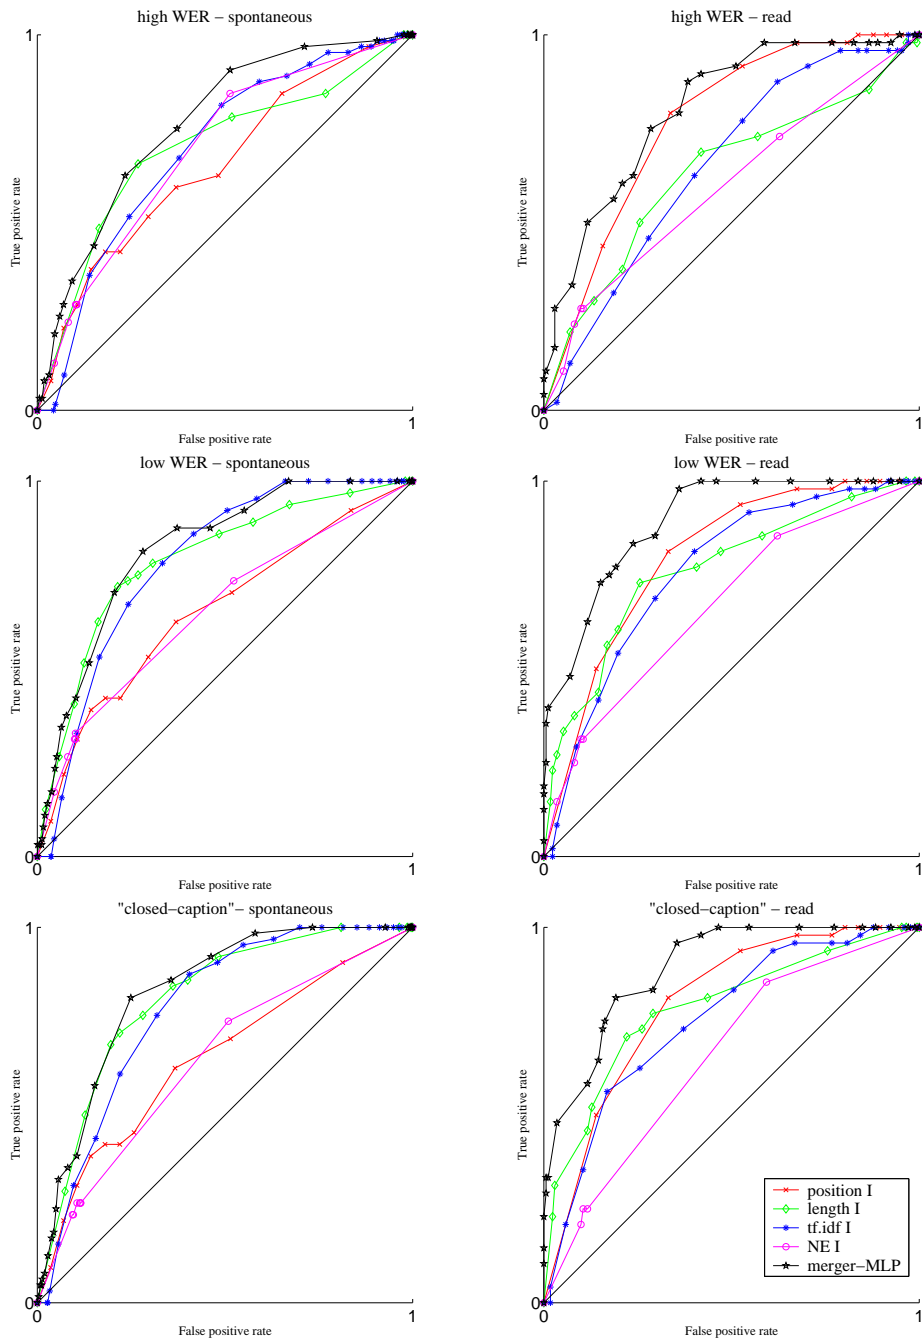 high WER – spontaneous
1
True positive rate
0
0
1
False positive rate
high WER – read
1
True positive rate
0
0
1
False positive rate
low WER – spontaneous
1
True positive rate
0
0
1
False positive rate
low WER – read
1
True positive rate
0
0
1
False positive rate
"closed–caption"– spontaneous
1
True positive rate
0
0
1
False positive rate
"closed–caption" – read
1
True positive rate
0
0
1
False positive rate
position I
length I
tf.idf I
NE I
merger–MLP